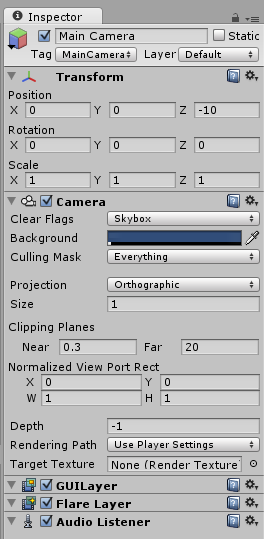 Inspector
Main Camera Static
Tag MainCamera Layer Default
Transform
Position
X 0 Y 0 Z -10
Rotation
X 0 Y 0 Z 0
Scale
X 1 Y 1 Z 1
Camera
Clear Flags Skybox
Background
Culling Mask Everything
Projection Orthographic
Size 1
Clipping Planes
Near 0.3 Far 20
Normalized View Port Rect
X 0 Y 0
W 1 H 1
Depth -1
Rendering Path Use Player Settings
Target Texture None (Render Texture
GUILayer
Flare Layer
Audio Listener